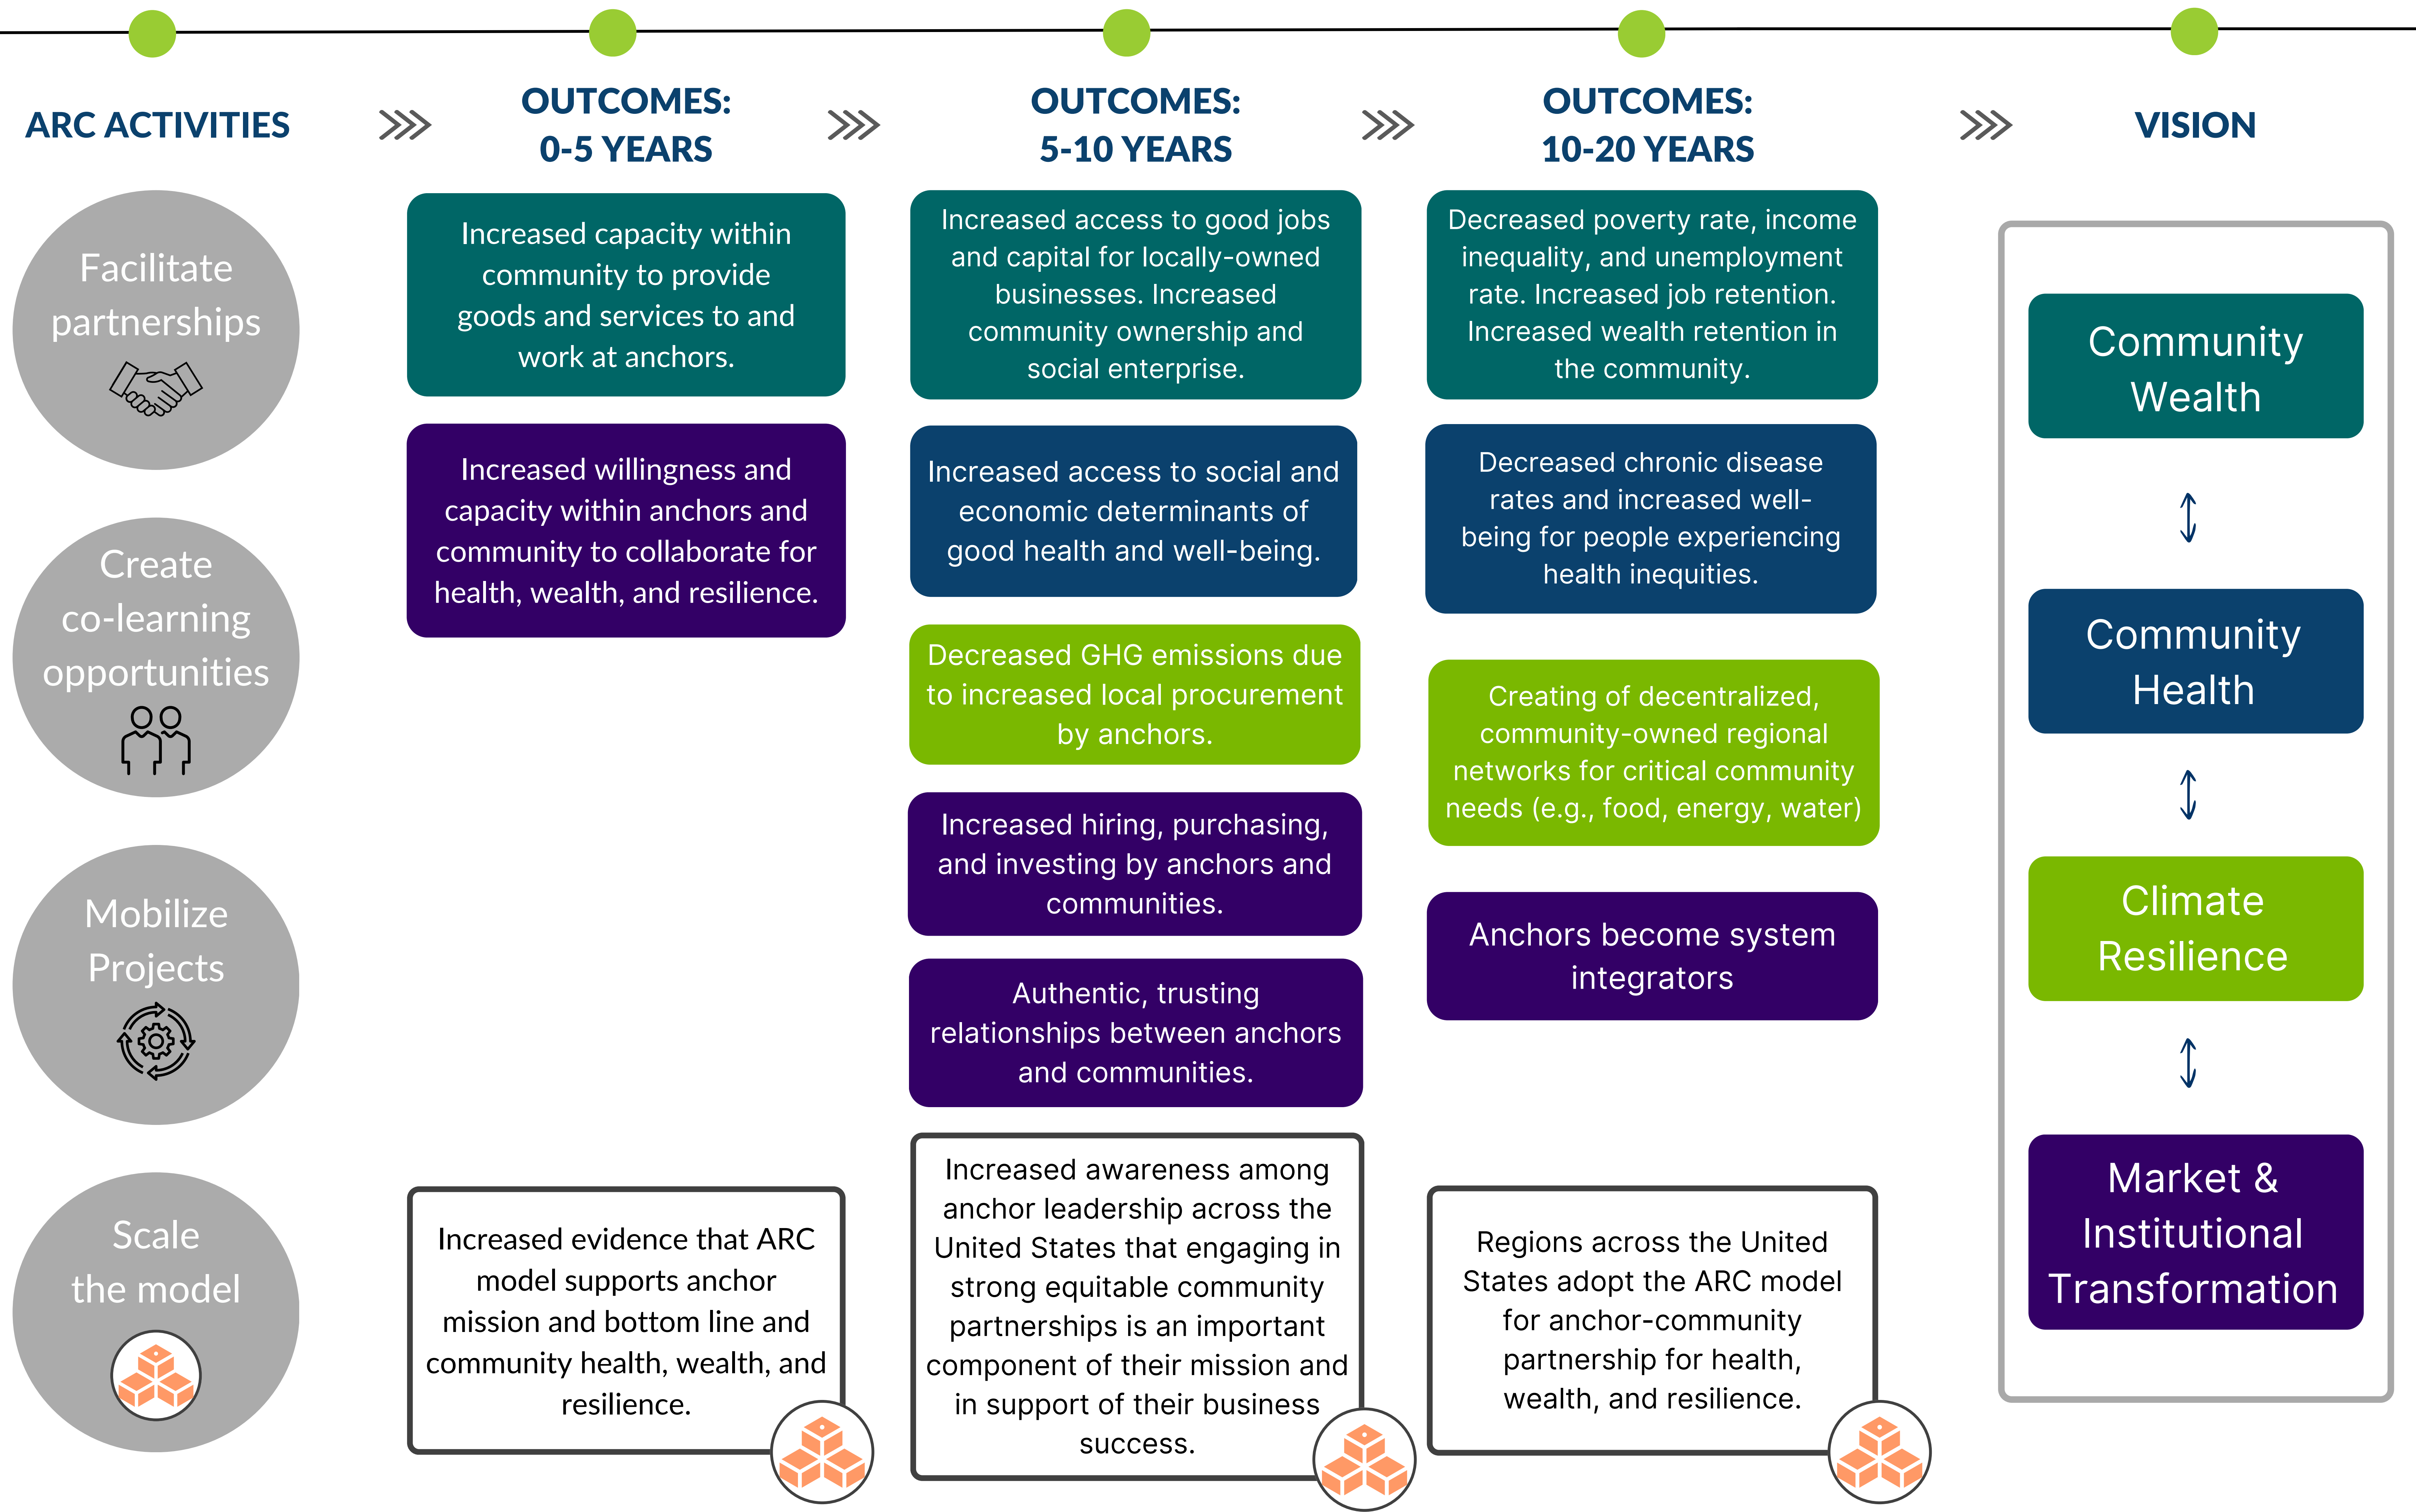 ARC ACTIVITIES
Facilitate
partnerships
Create
co-learning
opportunities
Mobilize
Projects
Scale
the model
OUTCOMES:
0-5 YEARS
Increased capacity within
community to provide
goods and services to and
work at anchors.
Increased willingness and
capacity within anchors and
community to collaborate for
health, wealth, and resilience.
Increased evidence that ARC
model supports anchor
mission and bottom line and
community health, wealth, and
resilience.
OUTCOMES:
5-10 YEARS
Increased access to good jobs
and capital for locally-owned
businesses. Increased
community ownership and
social enterprise.
Increased access to social and
economic determinants of
good health and well-being.
Decreased GHG emissions due
to increased local procurement
by anchors.
Increased hiring, purchasing,
and investing by anchors and
communities.
Authentic, trusting
relationships between anchors
and communities.
Increased awareness among
anchor leadership across the
United States that engaging in
strong equitable community
partnerships is an important
component of their mission and
in support of their business
success.
OUTCOMES:
10-20 YEARS
Decreased poverty rate, income
inequality, and unemployment
rate. Increased job retention.
Increased wealth retention in
the community.
Decreased chronic disease
rates and increased well-
being for people experiencing
health inequities.
Creating of decentralized,
community-owned regional
networks for critical community
needs (e.g., food, energy, water)
Anchors become system
integrators
Regions across the United
States adopt the ARC model
for anchor-community
partnership for health,
wealth, and resilience.
VISION
Community
Wealth
Community
Health
Climate
Resilience
Market &
Institutional
Transformation